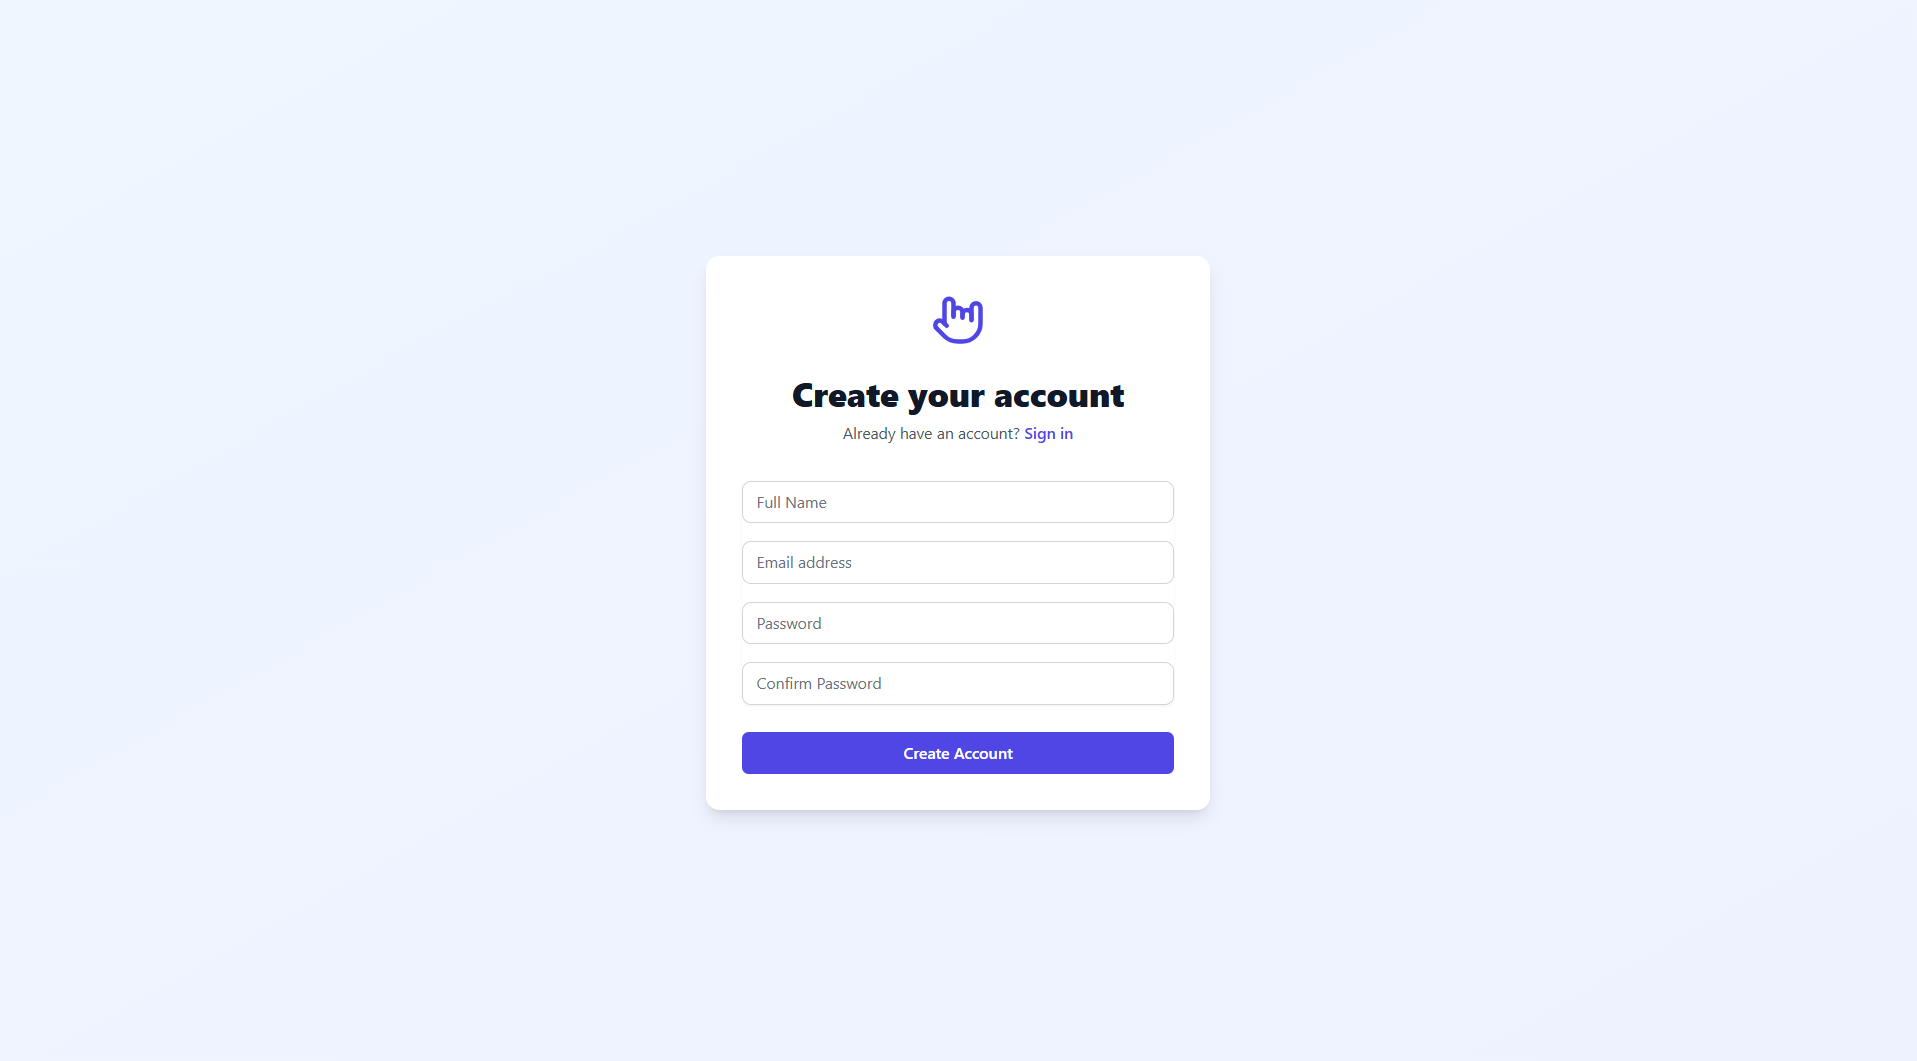 Create your account
Already have an account? Sign in
Full Name
Email address
Password
Confirm Password
Create Account